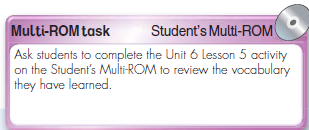 Multi-ROM task Student's Multi-ROM
Ask students to complete the Unit 6 Lesson 5 activity
on the Student's Multi-ROM to review the vocabulary
they have learned.